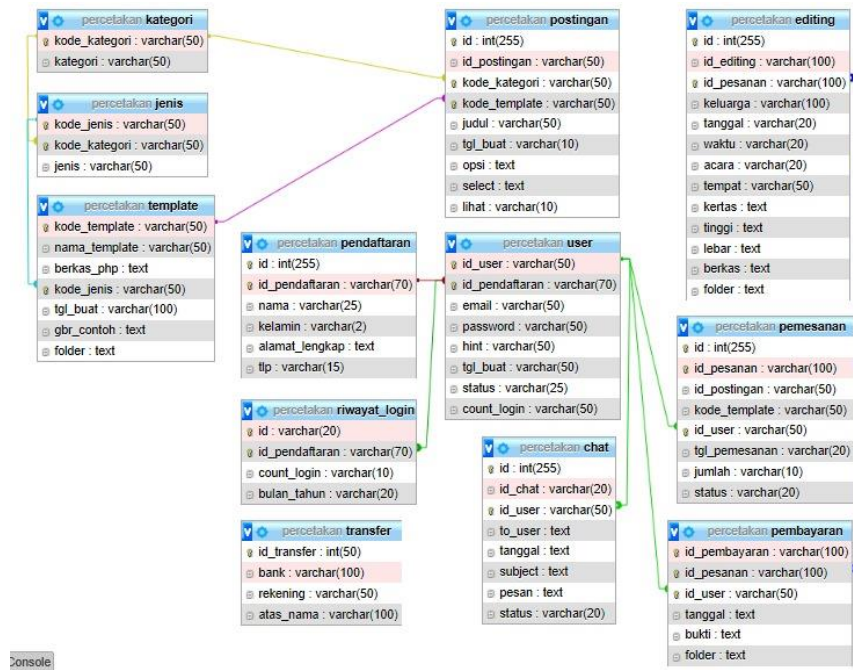 percetakan kategori
kode_kategori : varchar(50)
kategori : varchar(50)
percetakan jenis
kode_jenis : varchar(50)
kode_kategori : varchar(50)
jenis : varchar(50)
percetakan template
kode_template : varchar(50)
nama_template : varchar(50)
berkas_php : text
kode_jenis : varchar(50)
tgl_buat : varchar(100)
gbr_contoh : text
folder : text
percetakan postingan
id : int(255)
id_postingan : varchar(50)
kode_kategori : varchar(50)
kode_template : varchar(50)
judul : varchar(50)
tgl_buat : varchar(10)
opsi : text
select : text
lihat : varchar(10)
percetakan editing
id : int(255)
id_editing : varchar(100)
id_pesanan : varchar(100)
keluarga : varchar(100)
tanggal : varchar(20)
waktu : varchar(20)
acara : varchar(20)
tempat : varchar(50)
kertas : text
tinggi : text
lebar : text
berkas : text
folder : text
percetakan pendaftaran
id : int(255)
id_pendaftaran : varchar(70)
nama : varchar(25)
kelamin : varchar(2)
alamat_lengkap : text
tlp : varchar(15)
percetakan user
id_user : varchar(50)
id_pendaftaran : varchar(70)
email : varchar(50)
password : varchar(50)
hint : varchar(50)
tgl_buat : varchar(50)
status : varchar(25)
count_login : varchar(50)
percetakan pemesanan
id : int(255)
id_pesanan : varchar(100)
id_postingan : varchar(50)
kode_template : varchar(50)
id_user : varchar(50)
tgl_pemesanan : varchar(20)
jumlah : varchar(10)
status : varchar(20)
percetakan riwayat_login
id : varchar(20)
id_pendaftaran : varchar(70)
count_login : varchar(10)
bulan_tahun : varchar(20)
percetakan chat
id : int(255)
id_chat : varchar(20)
id_user : varchar(50)
to_user : text
tanggal : text
subject : text
pesan : text
status : varchar(20)
percetakan transfer
id_transfer : int(50)
bank : varchar(100)
rekening : varchar(50)
atas_nama : varchar(100)
percetakan pembayaran
id_pembayaran : varchar(100)
id_pesanan : varchar(100)
id_user : varchar(50)
tanggal : text
bukti : text
folder : text
Console